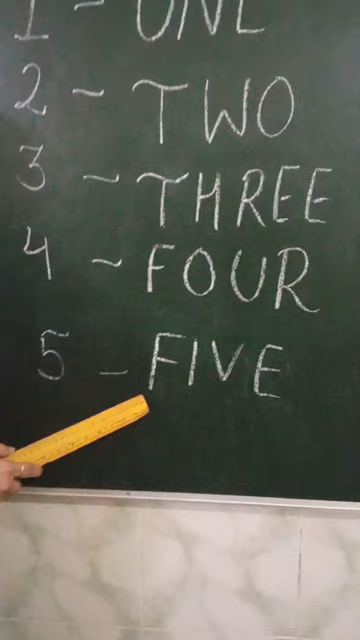 1 - ONE
2 - TWO
3 - THREE
4 - FOUR
5 - FIVE